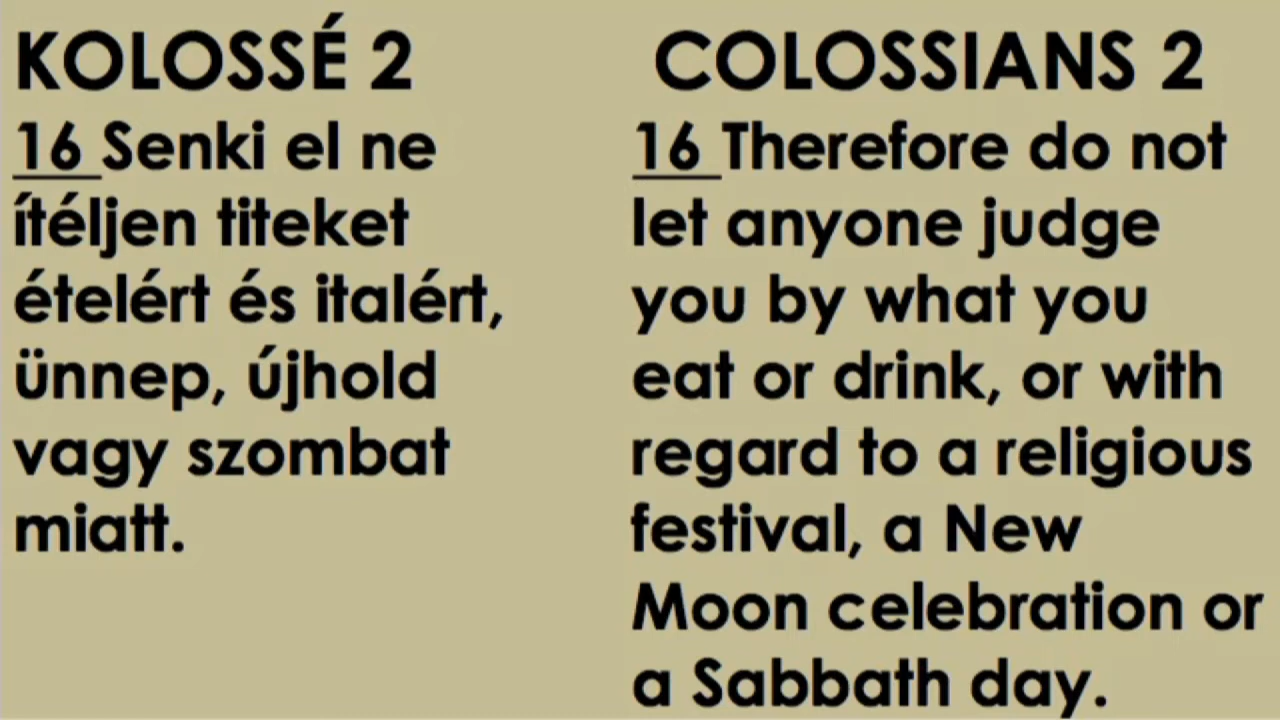 KOLOSSÉ 2
16 Senki el ne
ítéljen titeket
ételért és italért,
ünnep, újhold
vagy szombat
miatt.
COLOSSIANS 2
16 Therefore do not
let anyone judge
you by what you
eat or drink, or with
regard to a religious
festival, a New
Moon celebration or
a Sabbath day.